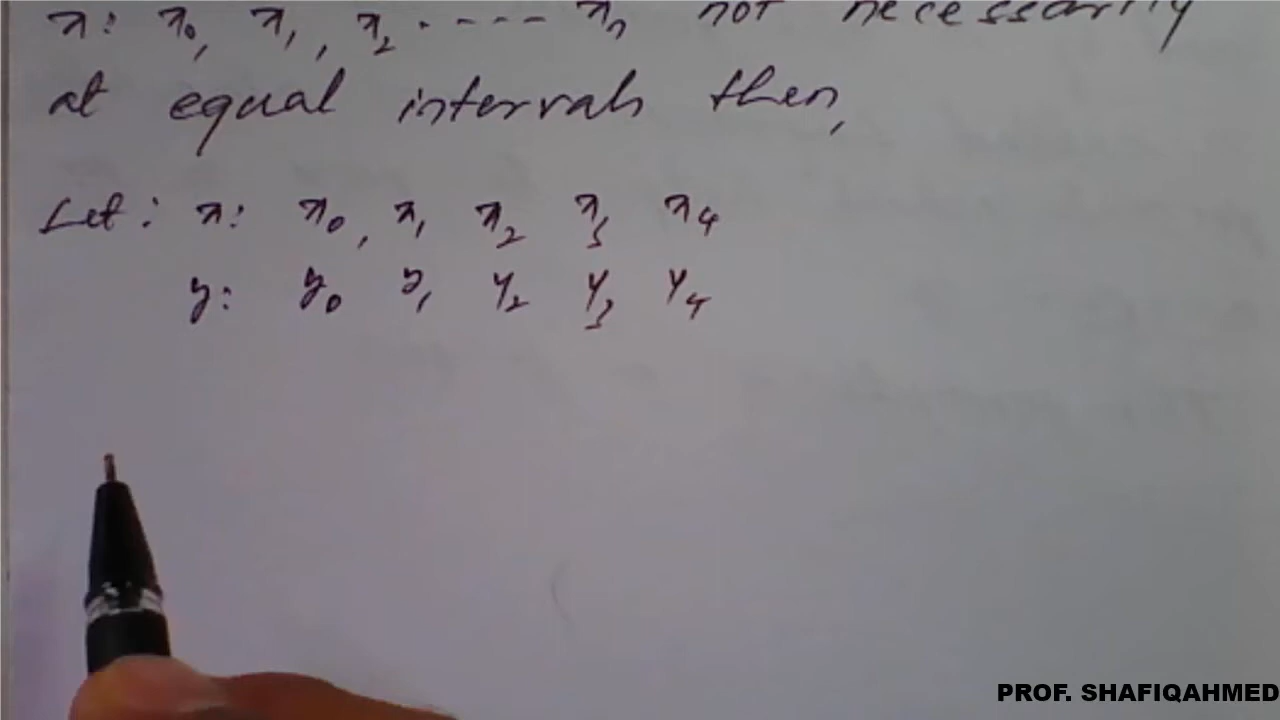 x: x₀, x₁, x₂ ----- xₙ not necessarily
at equal intervals then,
Let: x: x₀, x₁ x₂ x₃ x₄
y: y₀ y₁ y₂ y₃ y₄
PROF. SHAFIQAHMED